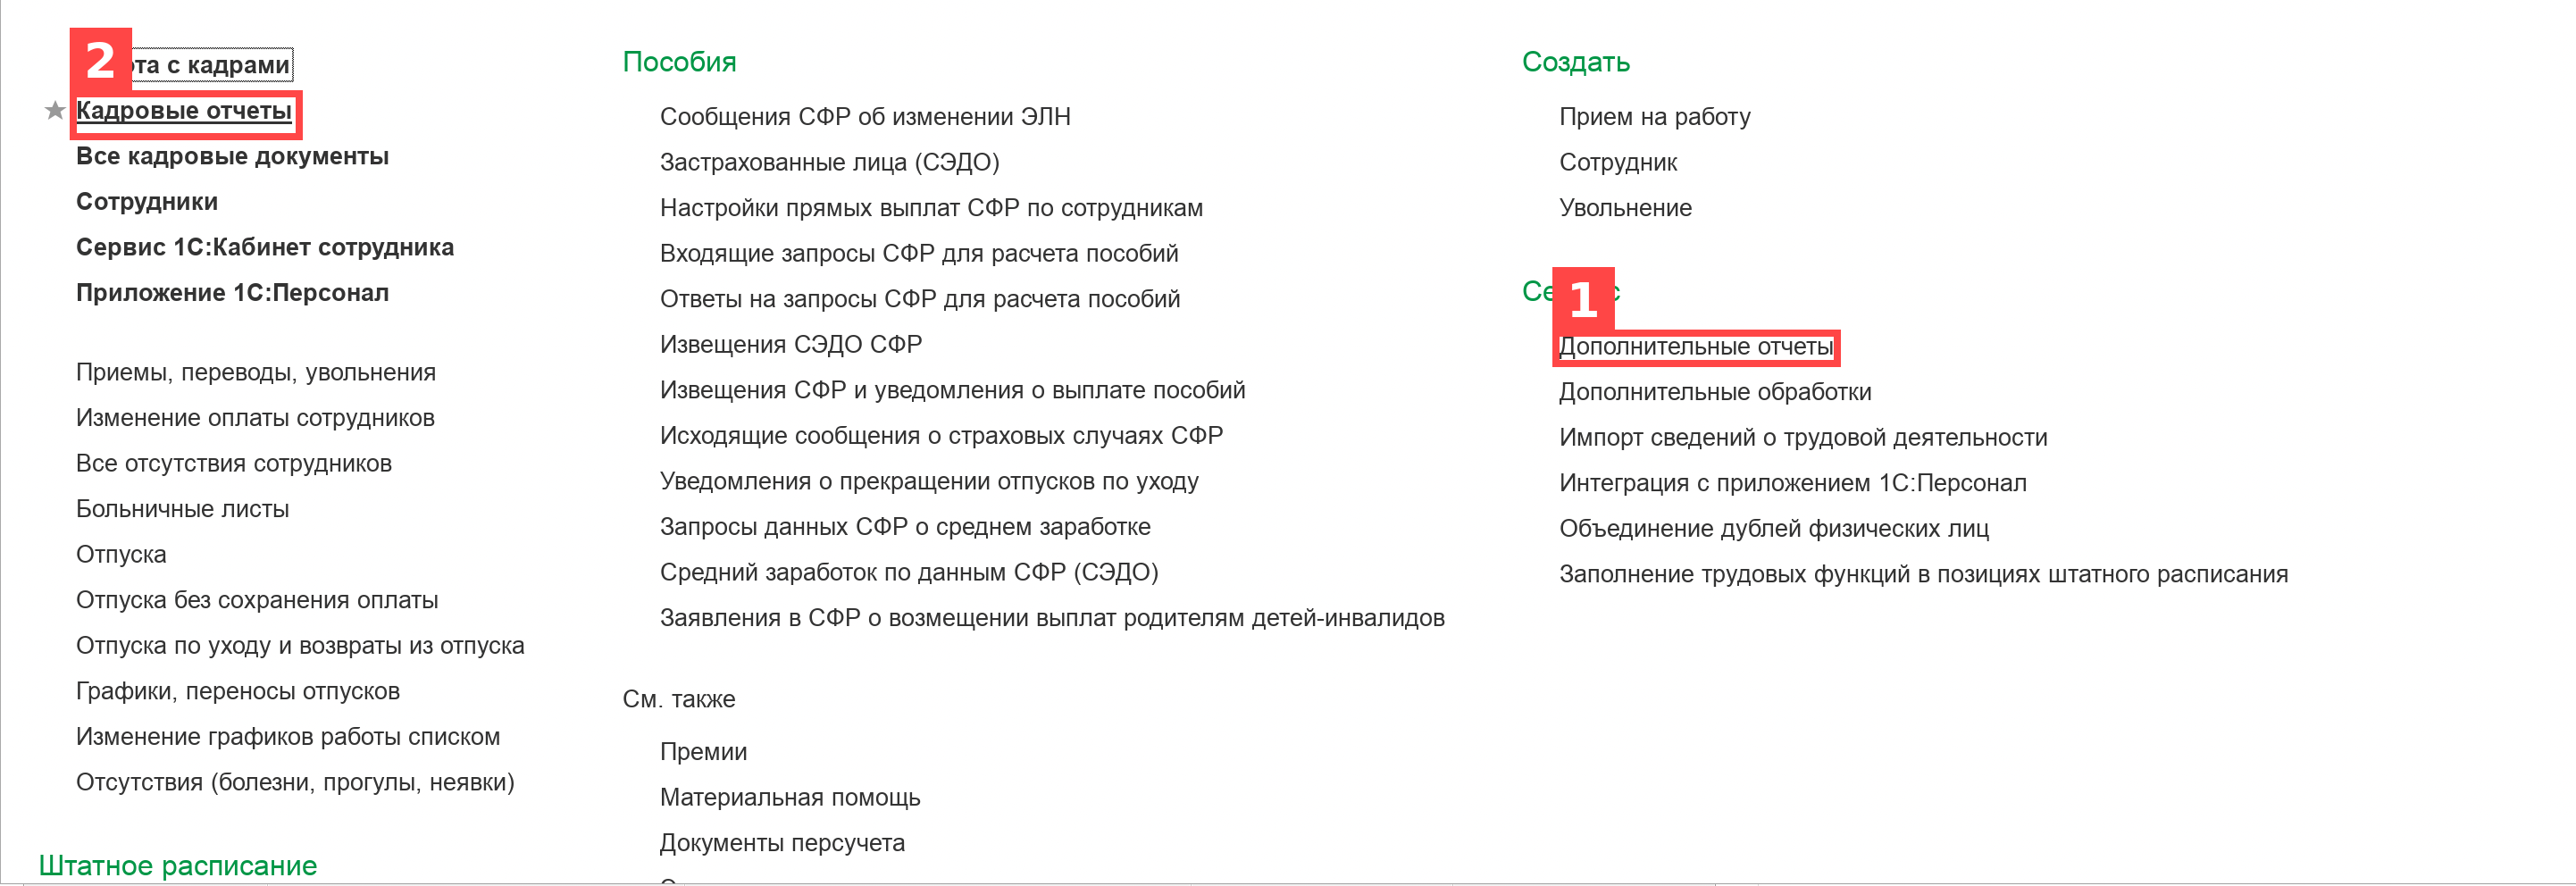 2
ота с кадрами
Кадровые отчеты
Все кадровые документы
Сотрудники
Сервис 1С:Кабинет сотрудника
Приложение 1С:Персонал
Приемы, переводы, увольнения
Изменение оплаты сотрудников
Все отсутствия сотрудников
Больничные листы
Отпуска
Отпуска без сохранения оплаты
Отпуска по уходу и возвраты из отпуска
Графики, переносы отпусков
Изменение графиков работы списком
Отсутствия (болезни, прогулы, неявки)
Штатное расписание
Пособия
Сообщения СФР об изменении ЭЛН
Застрахованные лица (СЭДО)
Настройки прямых выплат СФР по сотрудникам
Входящие запросы СФР для расчета пособий
Ответы на запросы СФР для расчета пособий
Извещения СЭДО СФР
Извещения СФР и уведомления о выплате пособий
Исходящие сообщения о страховых случаях СФР
Уведомления о прекращении отпусков по уходу
Запросы данных СФР о среднем заработке
Средний заработок по данным СФР (СЭДО)
Заявления в СФР о возмещении выплат родителям детей-инвалидов
См. также
Премии
Материальная помощь
Документы персучета
Создать
Прием на работу
Сотрудник
Увольнение
1
Дополнительные отчеты
Дополнительные обработки
Импорт сведений о трудовой деятельности
Интеграция с приложением 1С:Персонал
Объединение дублей физических лиц
Заполнение трудовых функций в позициях штатного расписания